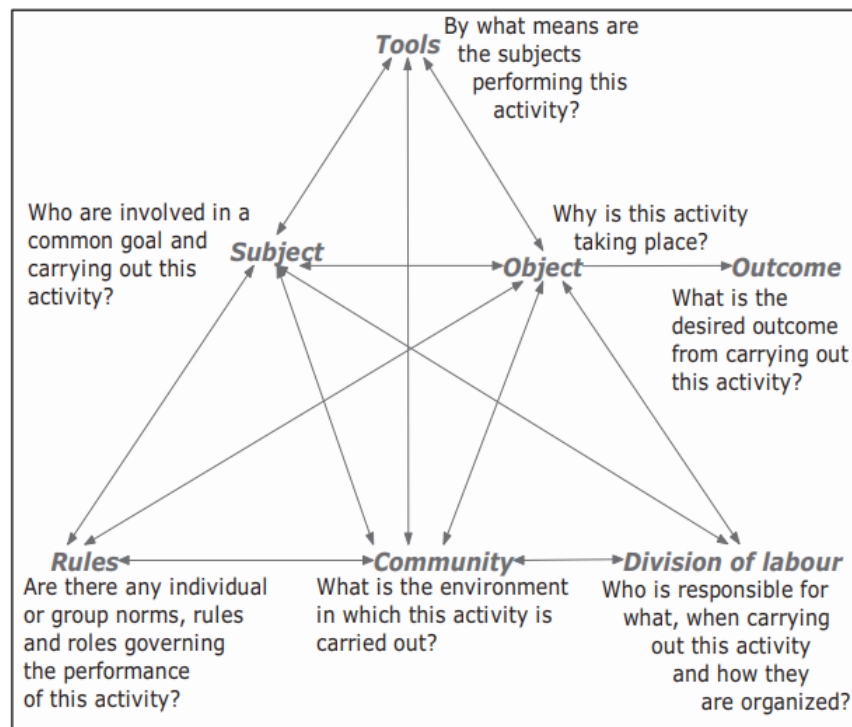 Tools
By what means are
the subjects
performing this
activity?
Who are involved in a
common goal and
carrying out this
activity?
Subject
Why is this activity
taking place?
Object
Outcome
What is the
desired outcome
from carrying out
this activity?
Rules
Are there any individual
or group norms, rules
and roles governing
the performance
of this activity?
Community
What is the environment
in which this activity is
carried out?
Division of labour
Who is responsible for
what, when carrying
out this activity
and how they
are organized?